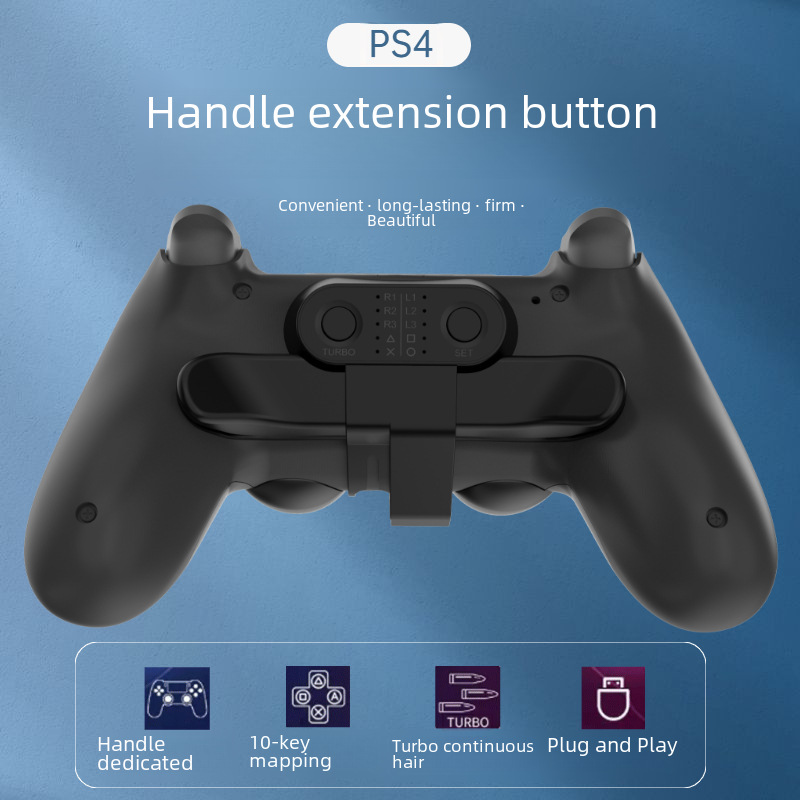 PS4
Handle extension button
Convenient · long-lasting · firm ·
Beautiful
R1 L1
R2 L2
R3 L3
TURBO
SET
TURBO
Handle
dedicated
10-key
mapping
Turbo continuous
hair
Plug and Play